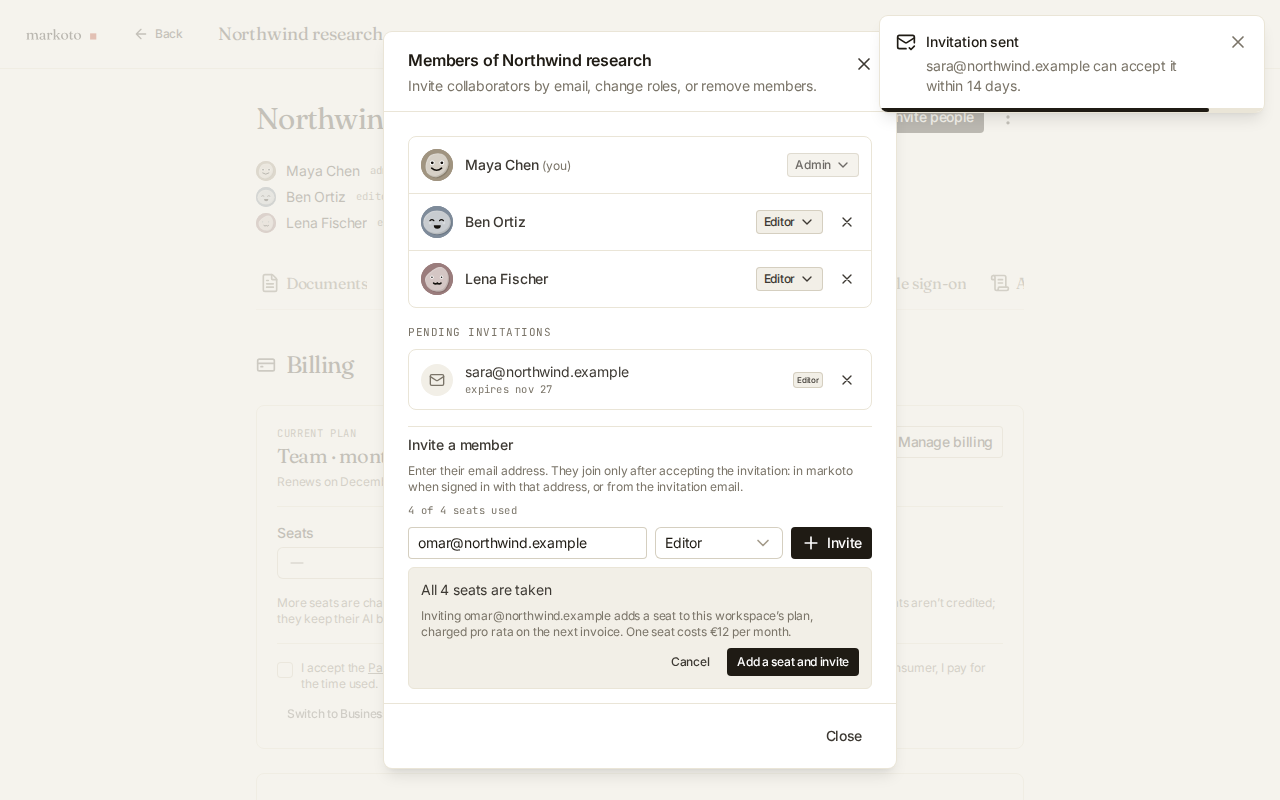 markoto
Back
Northwind research
Invitation sent
sara@northwind.example can accept it
within 14 days.
Members of Northwind research
Invite collaborators by email, change roles, or remove members.
Northwin
nvite people
Maya Chen
Ben Ortiz
Lena Fischer
Maya Chen (you)
Admin
Ben Ortiz
Editor
Lena Fischer
Editor
Documents
le sign-on
PENDING INVITATIONS
sara@northwind.example
expires nov 27
Editor
Billing
CURRENT PLAN
Team · mont
Renews on Decem
Manage billing
Invite a member
Enter their email address. They join only after accepting the invitation: in markoto
when signed in with that address, or from the invitation email.
4 of 4 seats used
omar@northwind.example
Editor
Invite
Seats
—
All 4 seats are taken
Inviting omar@northwind.example adds a seat to this workspace's plan,
charged pro rata on the next invoice. One seat costs €12 per month.
Cancel
Add a seat and invite
More seats are cha
ts aren't credited;
they keep their AI b
I accept the Pa
nsumer, I pay for
the time used.
Switch to Busines
Close